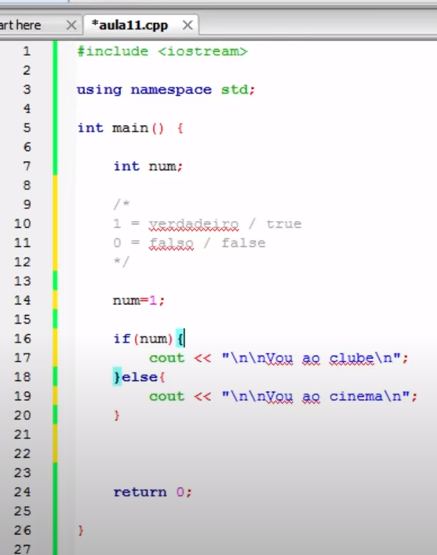 art here × *aula11.cpp ×
1 #include <iostream>
2
3 using namespace std;
4
5 int main() {
6
7 int num;
8
9 /*
10 1 = verdadeiro / true
11 0 = falso / false
12 */
13
14 num=1;
15
16 if(num){
17 cout << "\n\nVou ao clube\n";
18 }else{
19 cout << "\n\nVou ao cinema\n";
20 }
21
22
23
24 return 0;
25
26 }
27